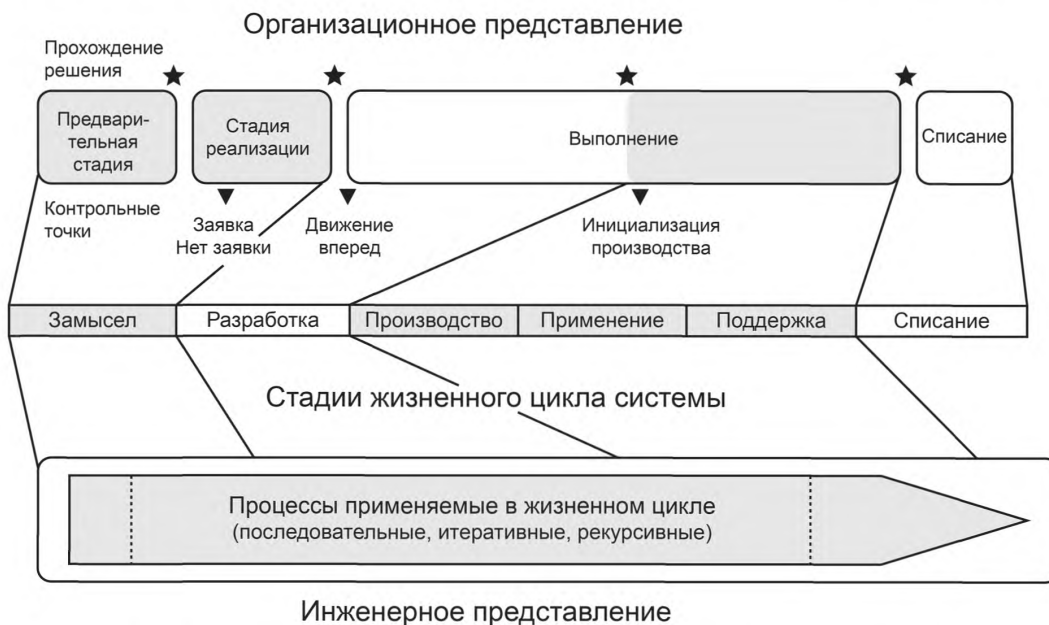 Организационное представление
Прохождение
решения
Предвари-
тельная
стадия
Стадия
реализации
Выполнение
Списание
Контрольные
точки
Заявка
Нет заявки
Движение
вперед
Инициализация
производства
Замысел
Разработка
Производство
Применение
Поддержка
Списание
Стадии жизненного цикла системы
Процессы применяемые в жизненном цикле
(последовательные, итеративные, рекурсивные)
Инженерное представление